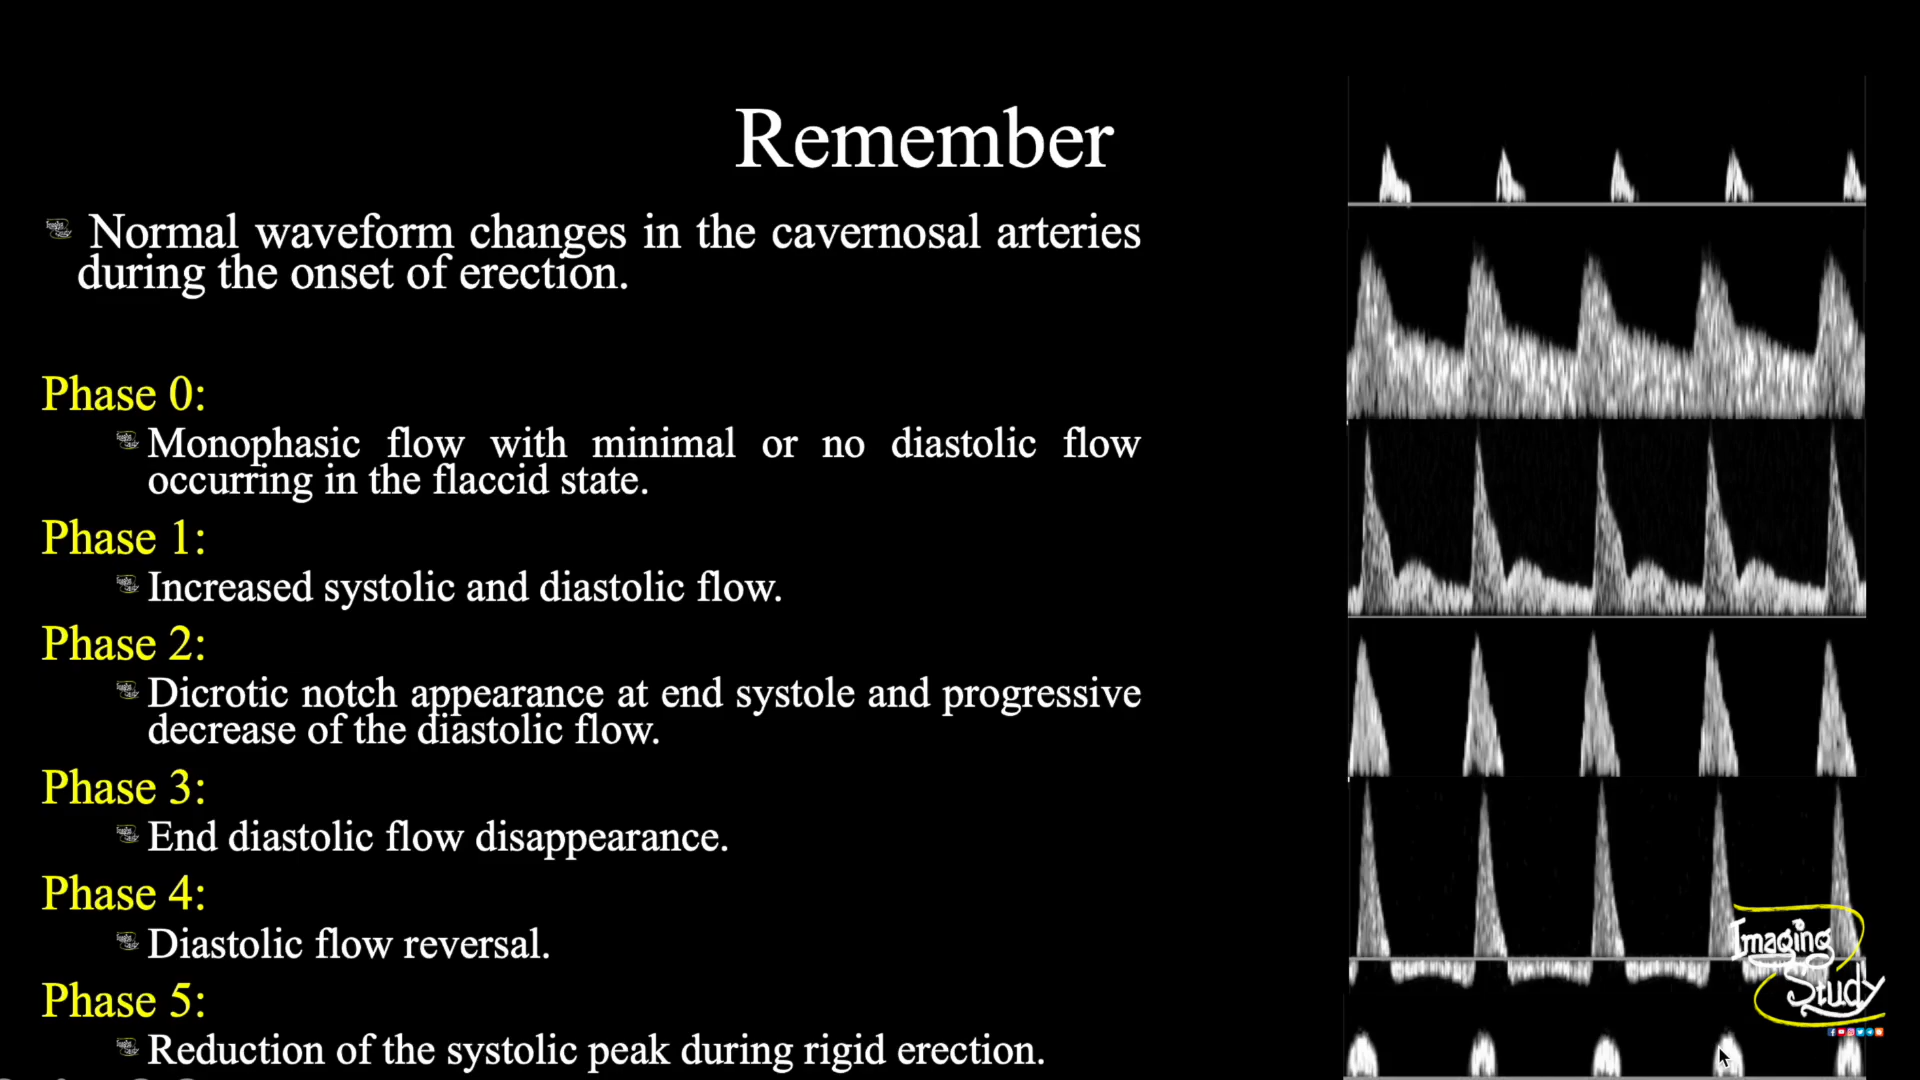 Remember
Normal waveform changes in the cavernosal arteries
during the onset of erection.
Phase 0:
Monophasic flow with minimal or no diastolic flow
occurring in the flaccid state.
Phase 1:
Increased systolic and diastolic flow.
Phase 2:
Dicrotic notch appearance at end systole and progressive
decrease of the diastolic flow.
Phase 3:
End diastolic flow disappearance.
Phase 4:
Diastolic flow reversal.
Phase 5:
Reduction of the systolic peak during rigid erection.
Imaging
Study